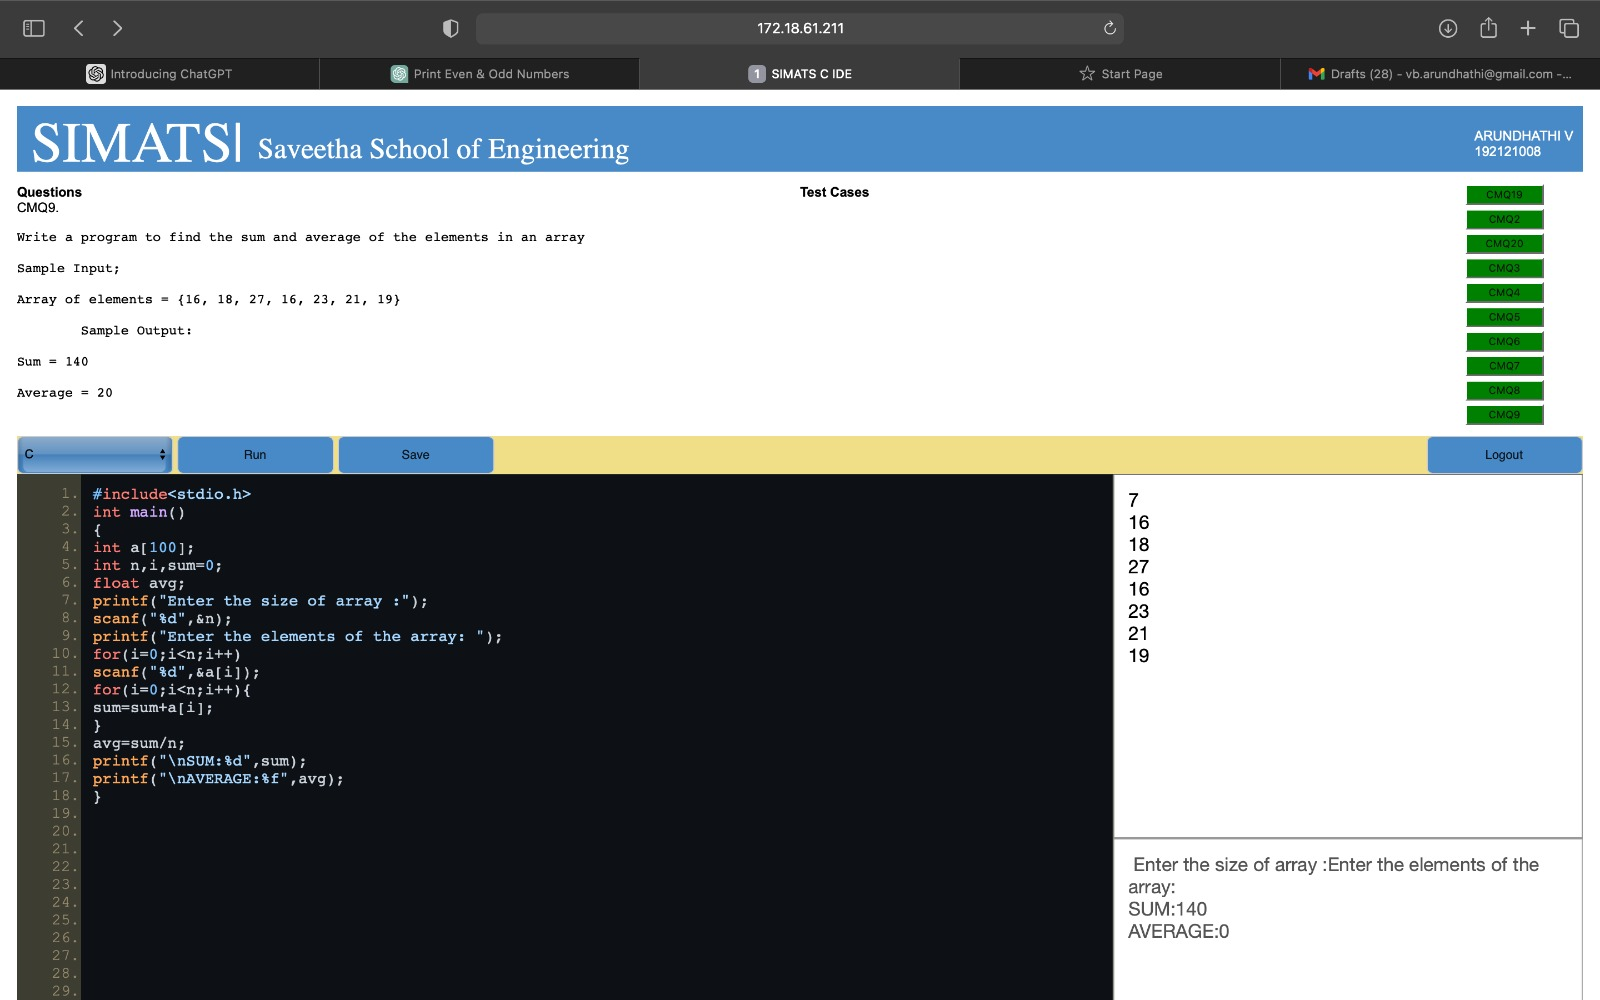 172.18.61.211
Introducing ChatGPT
Print Even & Odd Numbers
1 SIMATS C IDE
Start Page
Drafts (28) - vb.arundhathi@gmail.com -...
SIMATS| Saveetha School of Engineering
ARUNDHATHI V
192121008
Questions
CMQ9.
Write a program to find the sum and average of the elements in an array
Sample Input;
Array of elements = {16, 18, 27, 16, 23, 21, 19}
Sample Output:
Sum = 140
Average = 20
Test Cases
CMQ19
CMQ2
CMQ20
CMQ3
CMQ4
CMQ5
CMQ6
CMQ7
CMQ8
CMQ9
C
Run
Save
Logout
1. #include<stdio.h>
2. int main()
3. {
4. int a[100];
5. int n,i,sum=0;
6. float avg;
7. printf("Enter the size of array :");
8. scanf("%d",&n);
9. printf("Enter the elements of the array: ");
10. for(i=0;i<n;i++)
11. scanf("%d",&a[i]);
12. for(i=0;i<n;i++){
13. sum=sum+a[i];
14. }
15. avg=sum/n;
16. printf("\nSUM:%d",sum);
17. printf("\nAVERAGE:%f",avg);
18. }
19.
20.
21.
22.
23.
24.
25.
26.
27.
28.
29.
7
16
18
27
16
23
21
19
Enter the size of array :Enter the elements of the
array:
SUM:140
AVERAGE:0